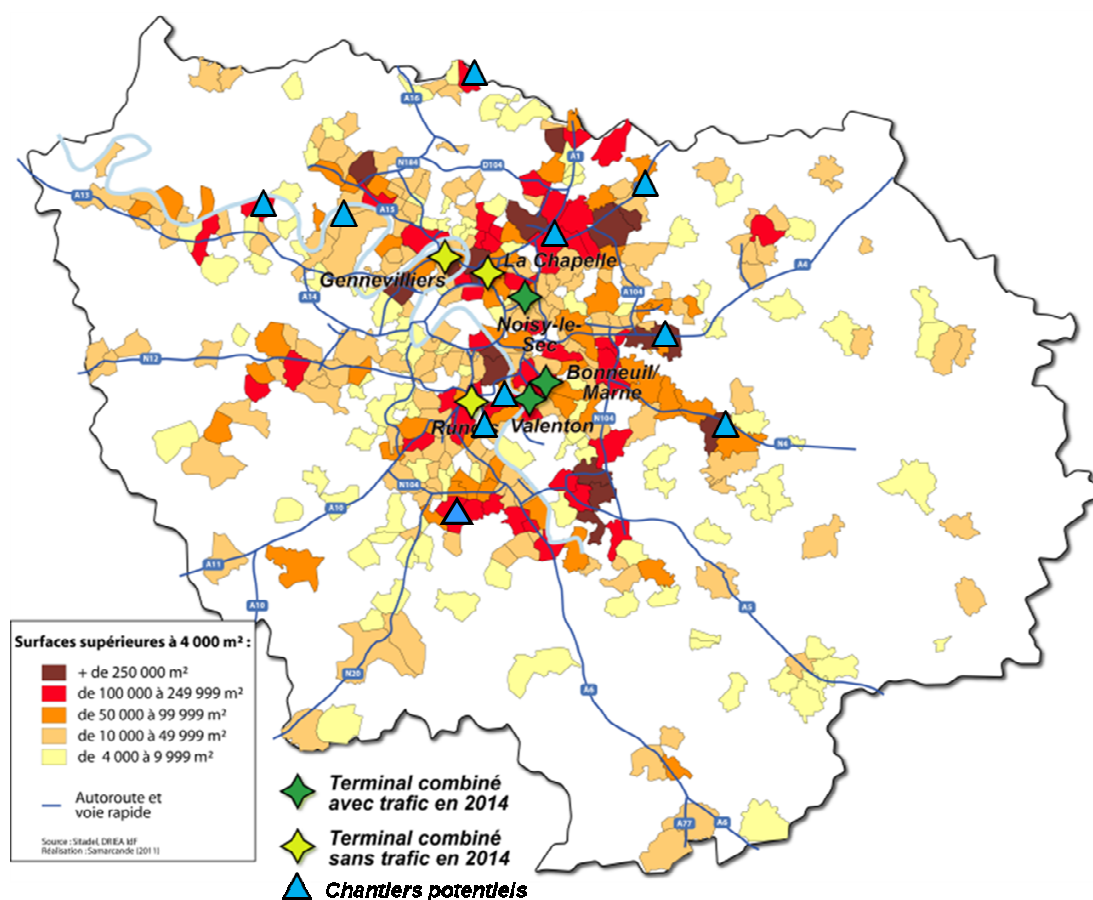 A16
A1
N184
D104
A15
A13
La Chapelle
Gennevilliers
A4
A104
A14
Noisy-le-
Sec
N12
Bonneuil/
Marne
Rungis
Valenton
N104
N4
N104
A10
A11
A10
A5
N20
A6
A77
A6
Surfaces supérieures à 4 000 m² :
+ de 250 000 m²
de 100 000 à 249 999 m²
de 50 000 à 99 999 m²
de 10 000 à 49 999 m²
de 4 000 à 9 999 m²
Autoroute et
voie rapide
Source : Sitadel, DRIEA IdF
Réalisation : Samarcande (2011)
Terminal combiné
avec trafic en 2014
Terminal combiné
sans trafic en 2014
Chantiers potentiels